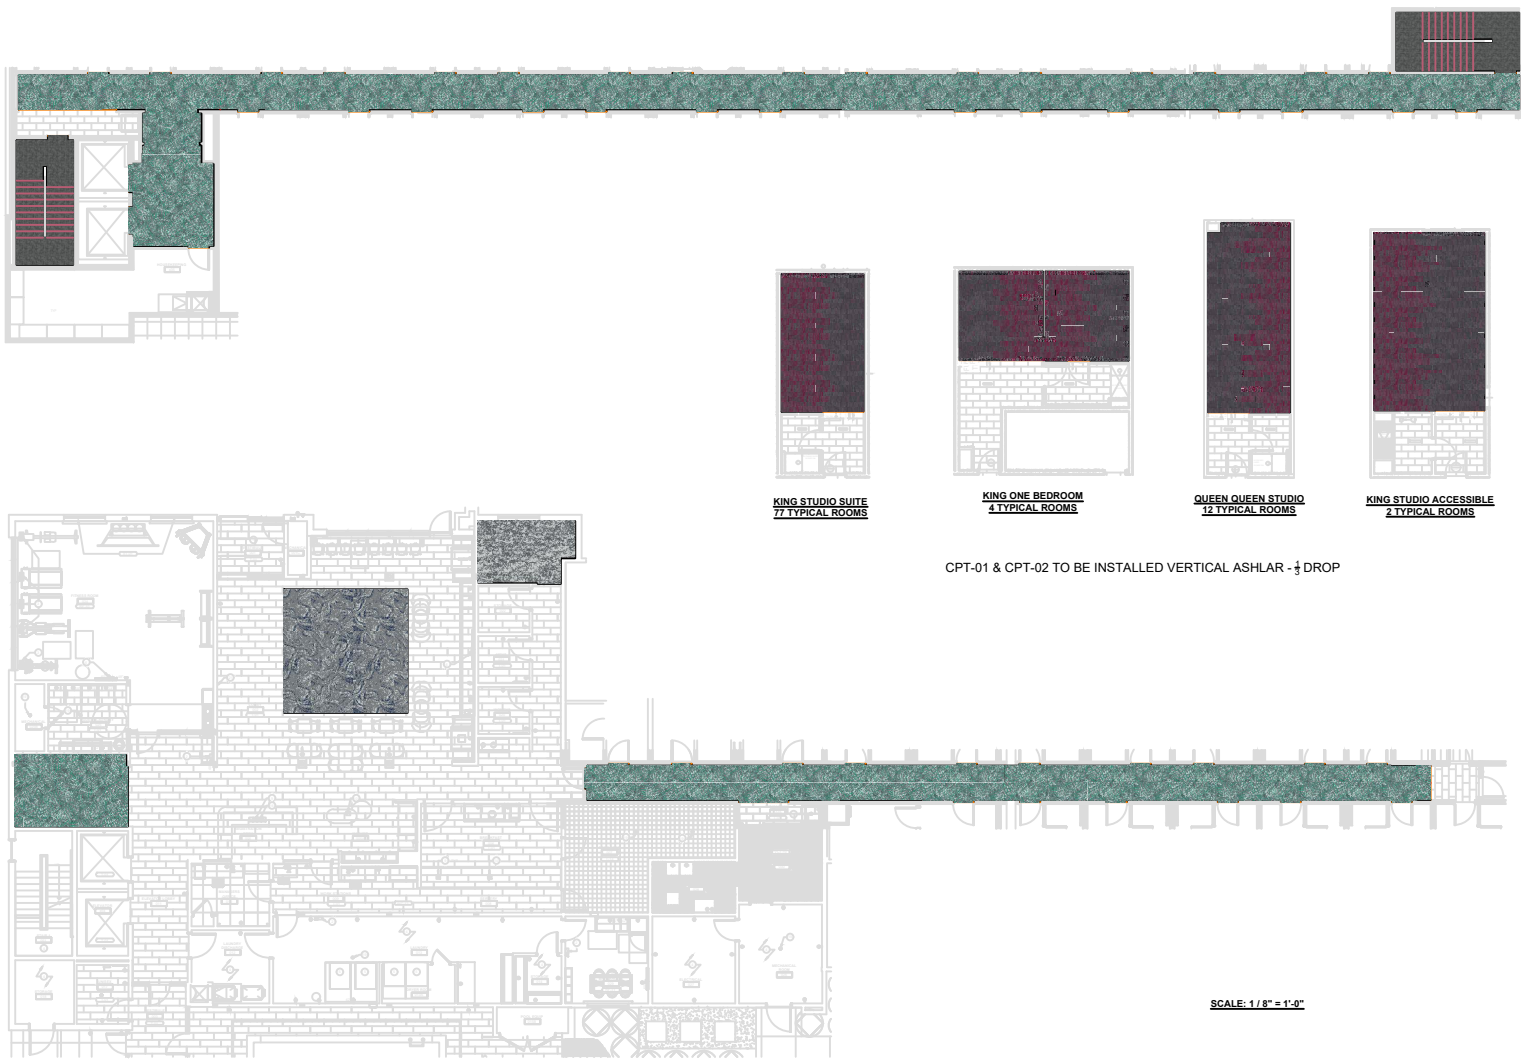 KING STUDIO SUITE
77 TYPICAL ROOMS
KING ONE BEDROOM
4 TYPICAL ROOMS
QUEEN QUEEN STUDIO
12 TYPICAL ROOMS
KING STUDIO ACCESSIBLE
2 TYPICAL ROOMS
CPT-01 & CPT-02 TO BE INSTALLED VERTICAL ASHLAR - 1/3 DROP
SCALE: 1 / 8" = 1'-0"